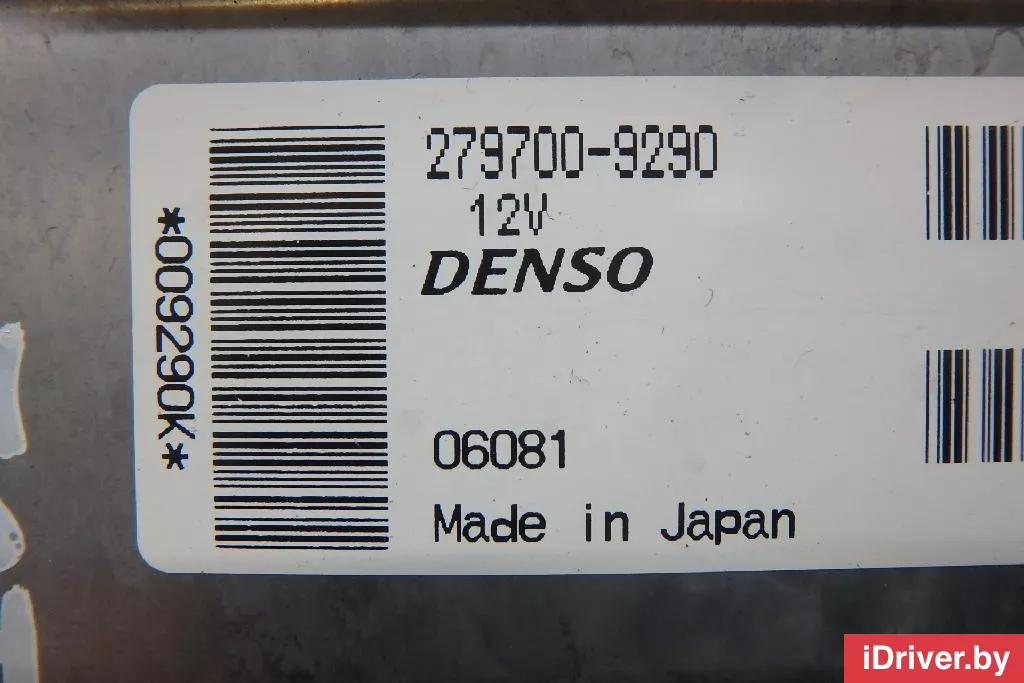 *009290K*
279700-9290
12V
DENSO
06081
Made in Japan
iDriver.by